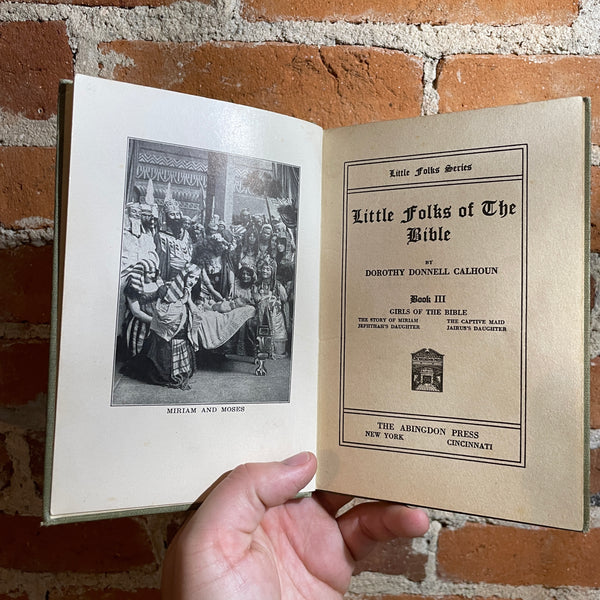 MIRIAM AND MOSES
Little Folks Series
Little Folks of The
Bible
BY
DOROTHY DONNELL CALHOUN
Book III
GIRLS OF THE BIBLE
THE STORY OF MIRIAM THE CAPTIVE MAID
JEPHTHAH'S DAUGHTER JAIRUS'S DAUGHTER
THE ABINGDON PRESS
NEW YORK CINCINNATI